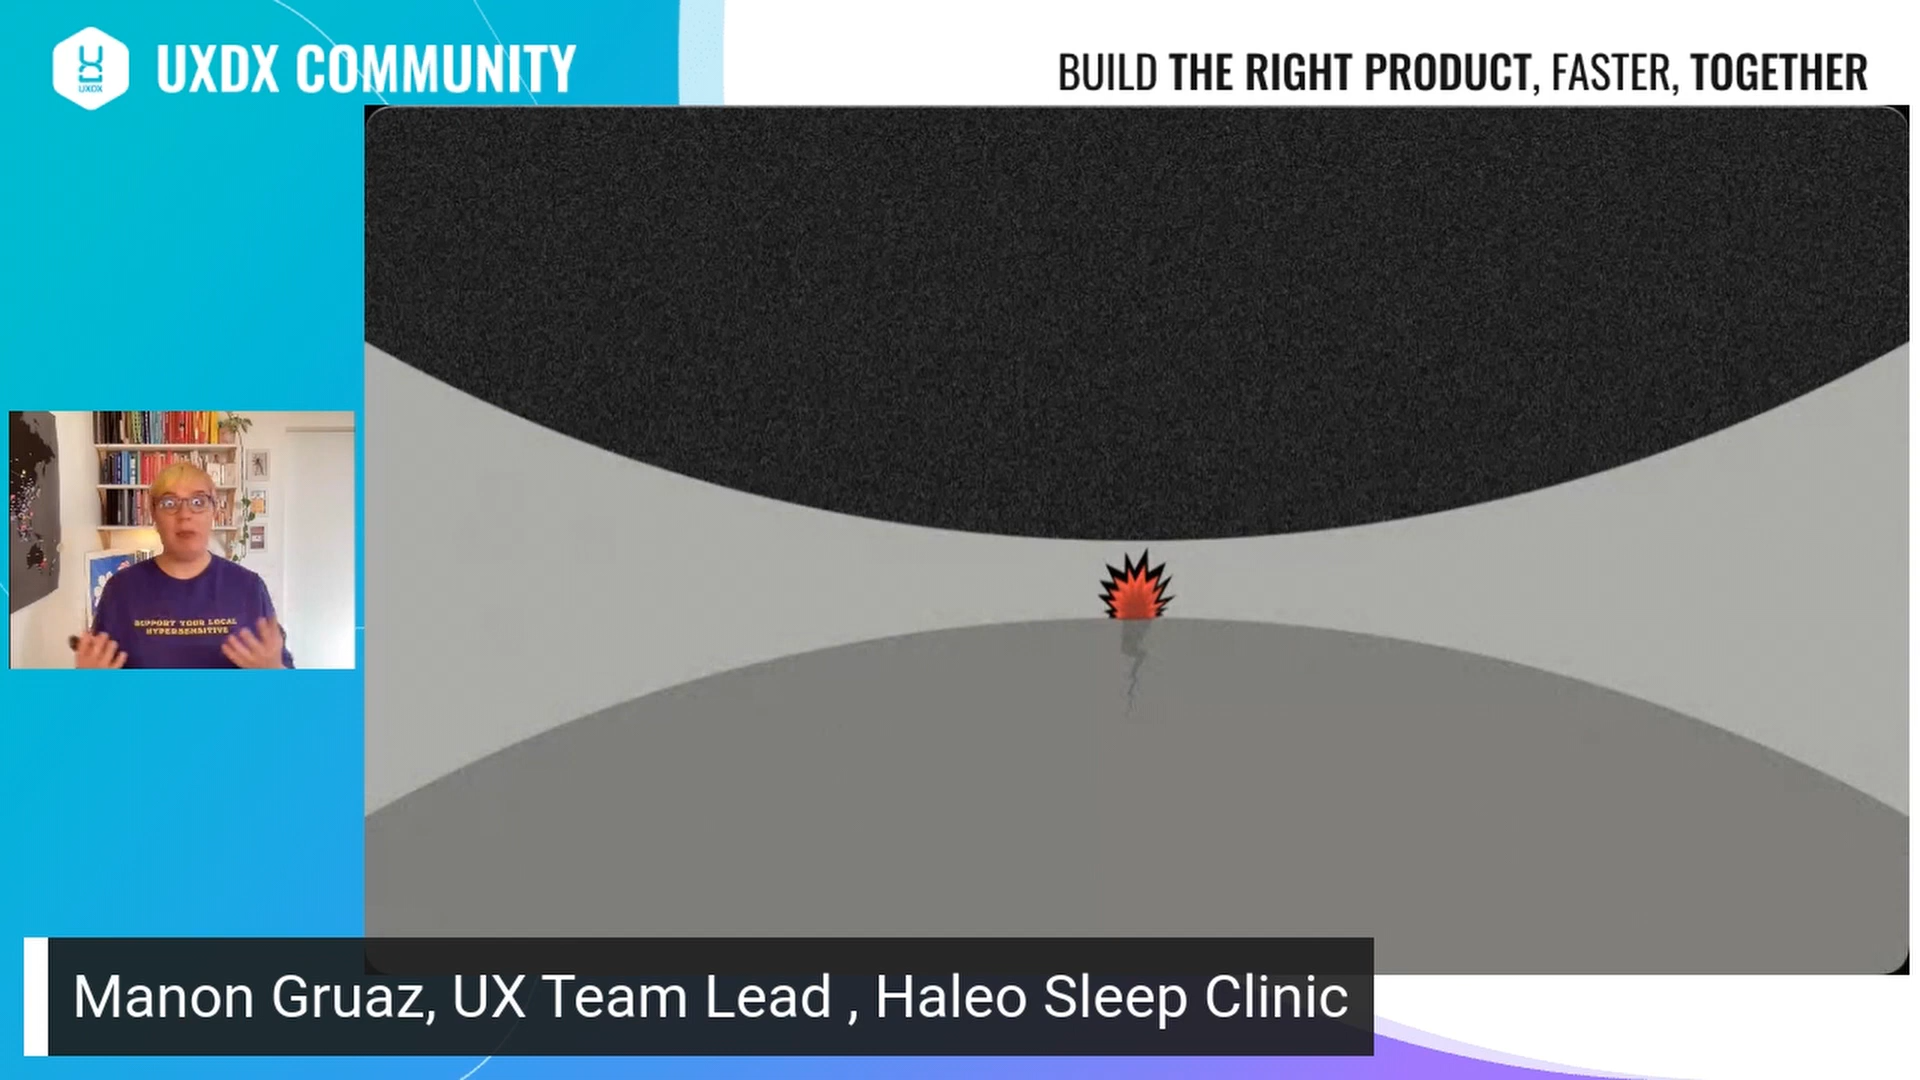 UXDX
UXDX COMMUNITY
BUILD THE RIGHT PRODUCT, FASTER, TOGETHER
SUPPORT YOUR LOCAL
HYPERSENSITIVE
Manon Gruaz, UX Team Lead , Haleo Sleep Clinic